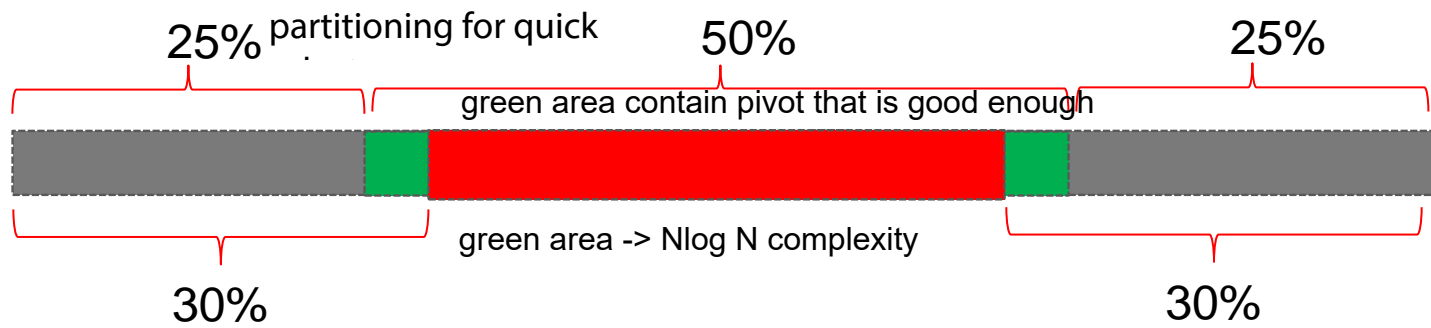 partitioning for quick
25%
50%
25%
green area contain pivot that is good enough
green area -> Nlog N complexity
30%
30%